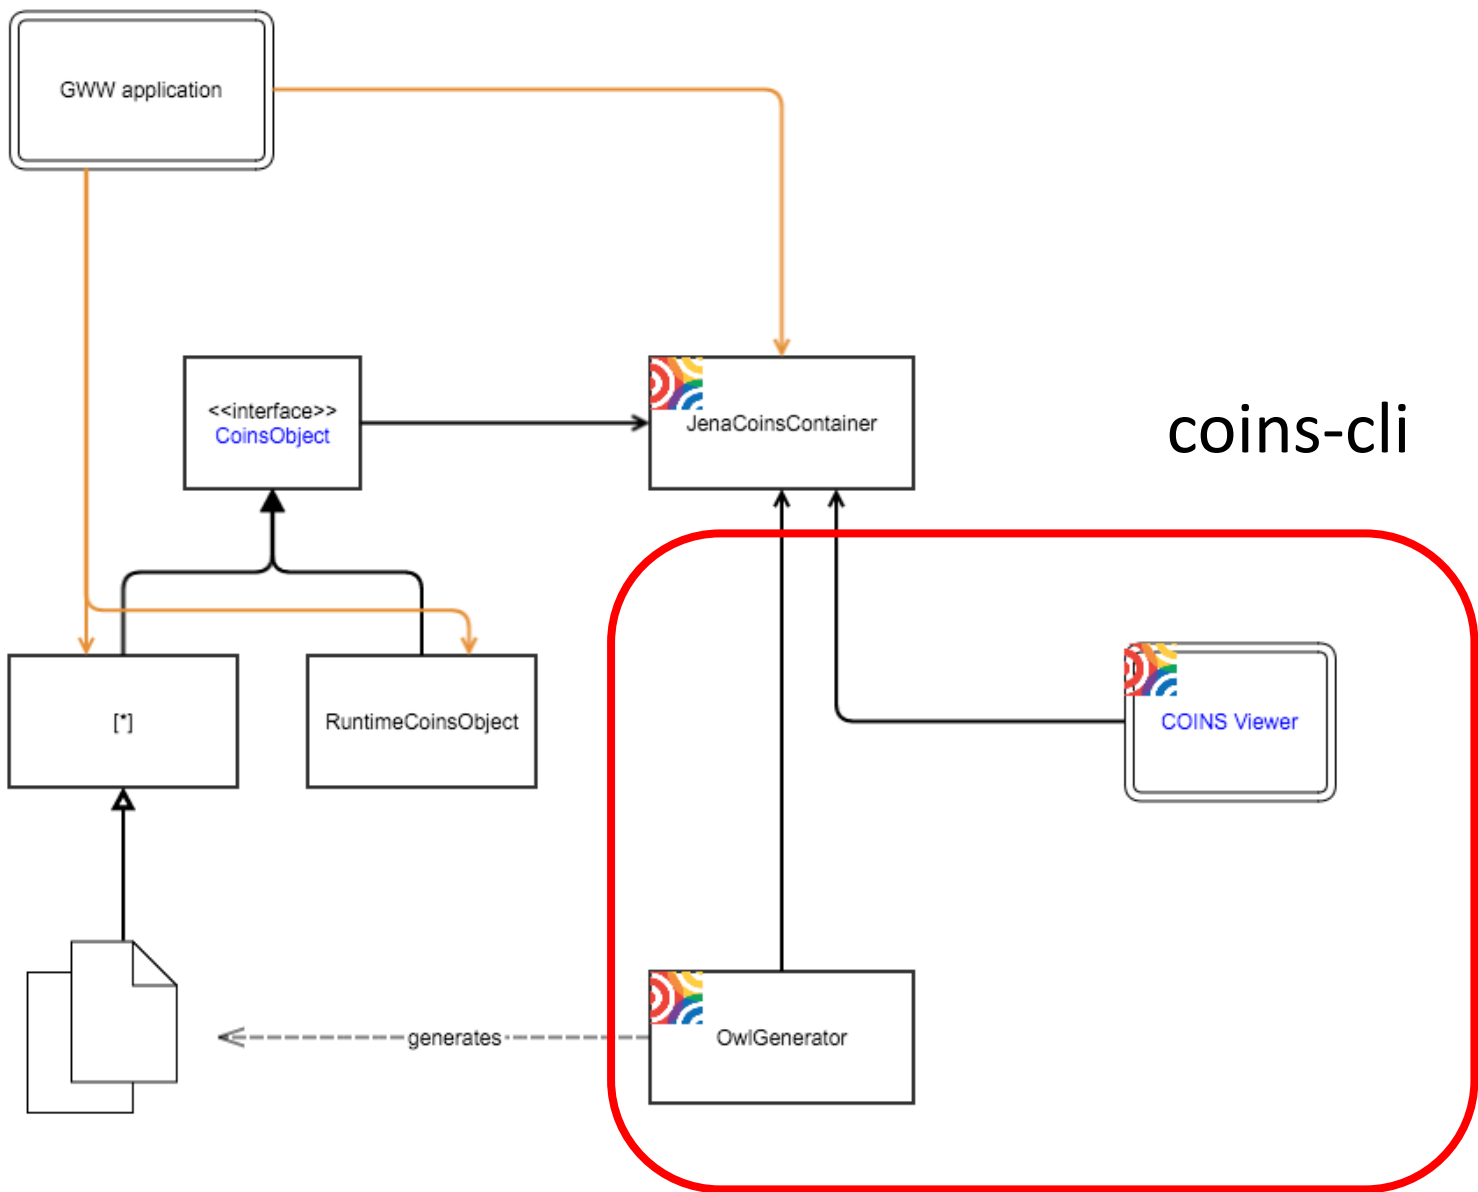 GWW application
<<interface>>
CoinsObject
JenaCoinsContainer
coins-cli
[*]
RuntimeCoinsObject
COINS Viewer
generates
OwlGenerator